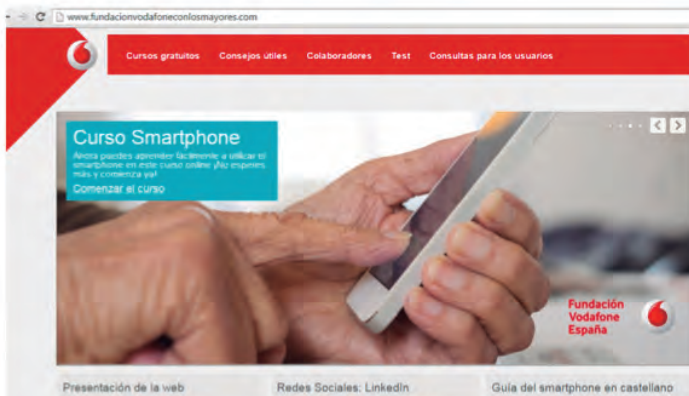 www.fundacionvodafoneconlosmayores.com
Cursos gratuitos Consejos útiles Colaboradores Test Consultas para los usuarios
Curso Smartphone
Ahora puedes aprender fácilmente a utilizar el
smartphone en este curso online ¡No esperes
más y comienza ya!
Comenzar el curso
Fundación
Vodafone
España
Presentación de la web Redes Sociales: LinkedIn Guía del smartphone en castellano